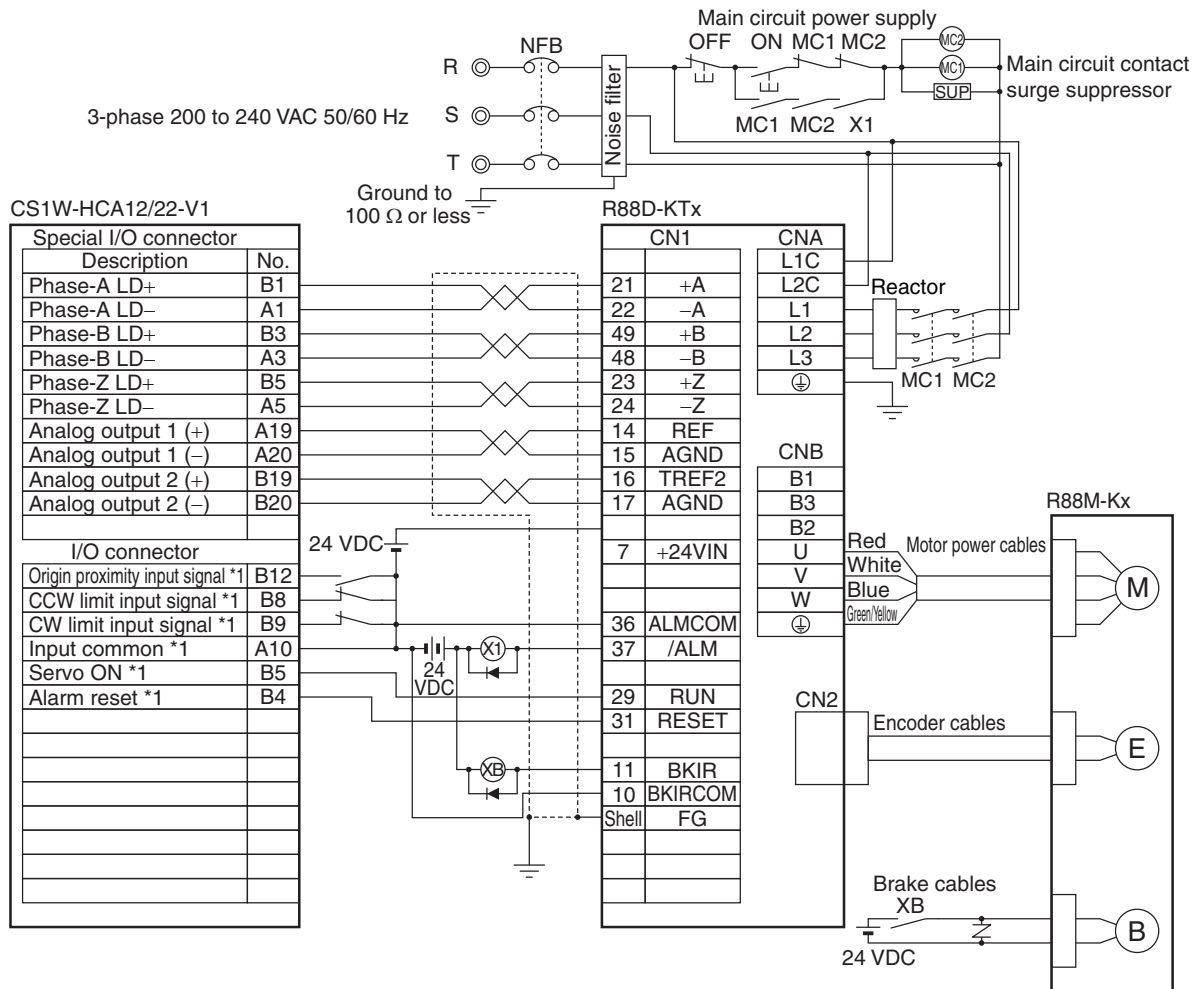 Main circuit power supply
NFB OFF ON MC1 MC2 MC2
R MC1 Main circuit contact
SUP surge suppressor
3-phase 200 to 240 VAC 50/60 Hz S Noise filter MC1 MC2 X1
T
Ground to
100 Ω or less
CS1W-HCA12/22-V1 R88D-KTx
Special I/O connector CN1 CNA
Description No. L1C
Phase-A LD+ B1 21 +A L2C Reactor
Phase-A LD− A1 22 −A L1
Phase-B LD+ B3 49 +B L2
Phase-B LD− A3 48 −B L3
Phase-Z LD+ B5 23 +Z MC1 MC2
Phase-Z LD− A5 24 −Z
Analog output 1 (+) A19 14 REF
Analog output 1 (−) A20 15 AGND CNB
Analog output 2 (+) B19 16 TREF2 B1
Analog output 2 (−) B20 17 AGND B3 R88M-Kx
B2
I/O connector 24 VDC 7 +24VIN U Red Motor power cables
Origin proximity input signal *1 B12 V White M
CCW limit input signal *1 B8 W Blue
CW limit input signal *1 B9 36 ALMCOM Green/Yellow
Input common *1 A10 X1 37 /ALM
24
VDC
Servo ON *1 B5 29 RUN CN2
Alarm reset *1 B4 31 RESET Encoder cables
E
XB 11 BKIR
10 BKIRCOM
Shell FG
Brake cables
XB
B
24 VDC